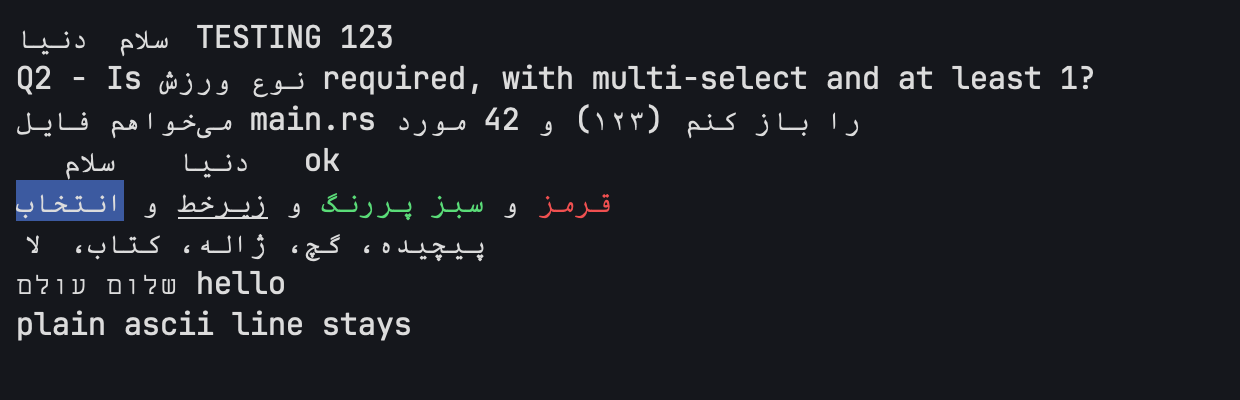 سلام دنیا TESTING 123
Q2 - Is نوع ورزش required, with multi-select and at least 1?
می‌خواهم فایل main.rs را باز کنم (۱۲۳) و 42 مورد
سلام دنیا ok
قرمز و سبز پررنگ و زیرخط و انتخاب
پیچیده، گچ، ژاله، کتاب، لا
שלום עולם hello
plain ascii line stays